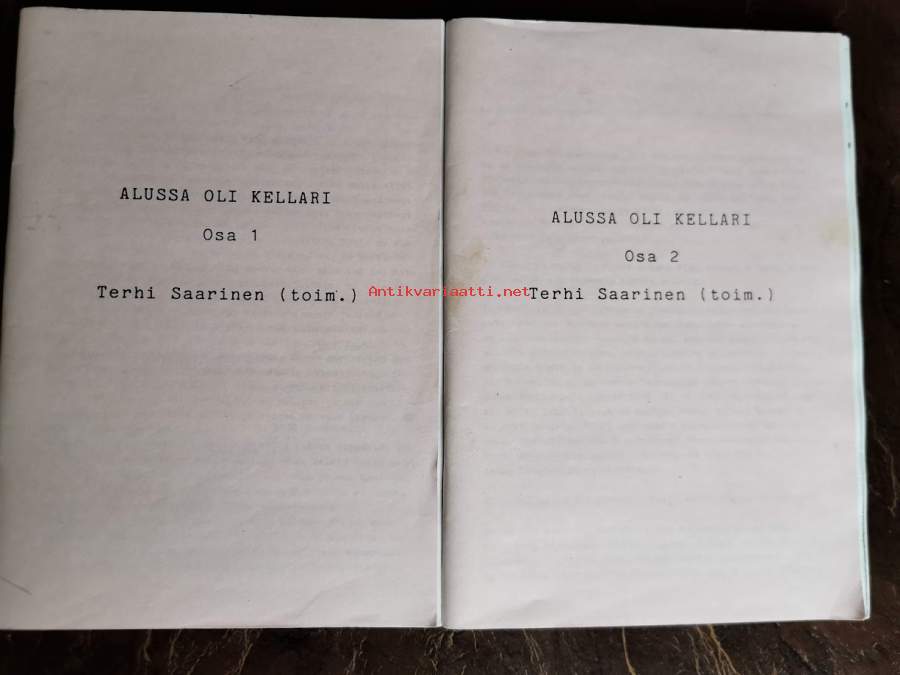 ALUSSA OLI KELLARI
Osa 1
Terhi Saarinen (toim.)
Antikvariaatti.net
ALUSSA OLI KELLARI
Osa 2
Terhi Saarinen (toim.)